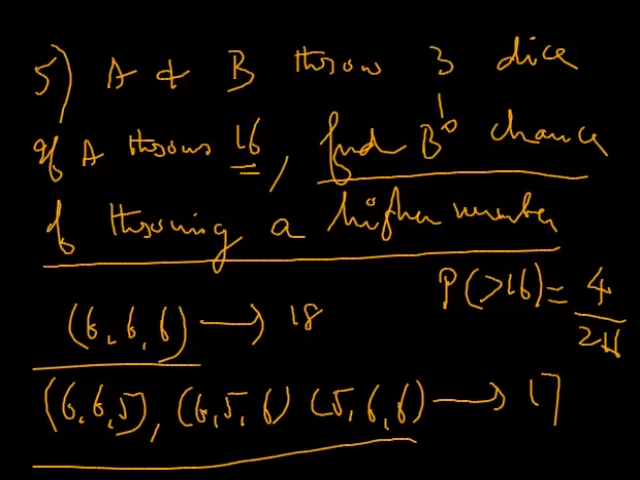 5) A & B throw 3 dice
If A throws 16, find B's chance
of throwing a higher number
P(>16) = 4/216
(6, 6, 6) → 18
(6, 6, 5), (6, 5, 6) (5, 6, 6) → 17